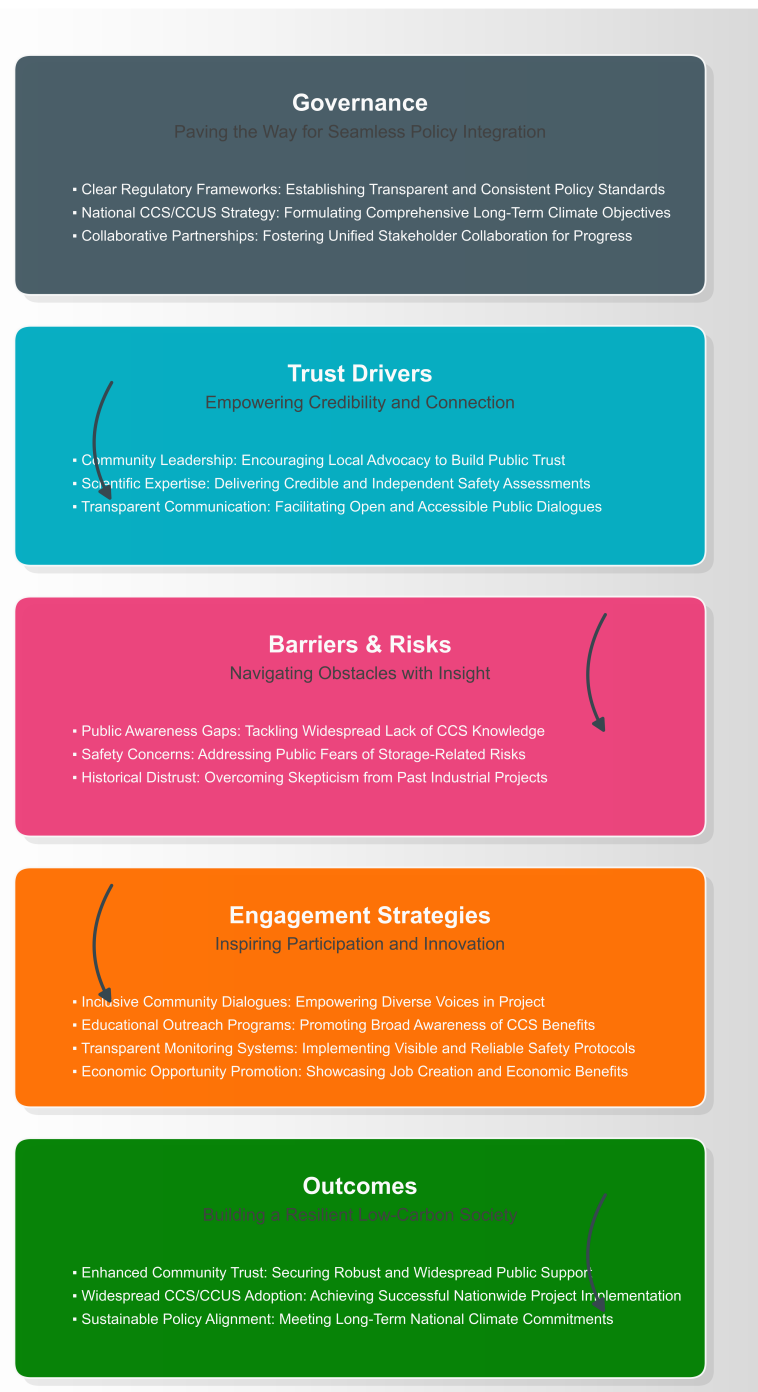 Governance
Paving the Way for Seamless Policy Integration
▪ Clear Regulatory Frameworks: Establishing Transparent and Consistent Policy Standards
▪ National CCS/CCUS Strategy: Formulating Comprehensive Long-Term Climate Objectives
▪ Collaborative Partnerships: Fostering Unified Stakeholder Collaboration for Progress
Trust Drivers
Empowering Credibility and Connection
▪ Community Leadership: Encouraging Local Advocacy to Build Public Trust
▪ Scientific Expertise: Delivering Credible and Independent Safety Assessments
▪ Transparent Communication: Facilitating Open and Accessible Public Dialogues
Barriers & Risks
Navigating Obstacles with Insight
▪ Public Awareness Gaps: Tackling Widespread Lack of CCS Knowledge
▪ Safety Concerns: Addressing Public Fears of Storage-Related Risks
▪ Historical Distrust: Overcoming Skepticism from Past Industrial Projects
Engagement Strategies
Inspiring Participation and Innovation
▪ Inclusive Community Dialogues: Empowering Diverse Voices in Project
▪ Educational Outreach Programs: Promoting Broad Awareness of CCS Benefits
▪ Transparent Monitoring Systems: Implementing Visible and Reliable Safety Protocols
▪ Economic Opportunity Promotion: Showcasing Job Creation and Economic Benefits
Outcomes
Building a Resilient Low-Carbon Society
▪ Enhanced Community Trust: Securing Robust and Widespread Public Support
▪ Widespread CCS/CCUS Adoption: Achieving Successful Nationwide Project Implementation
▪ Sustainable Policy Alignment: Meeting Long-Term National Climate Commitments